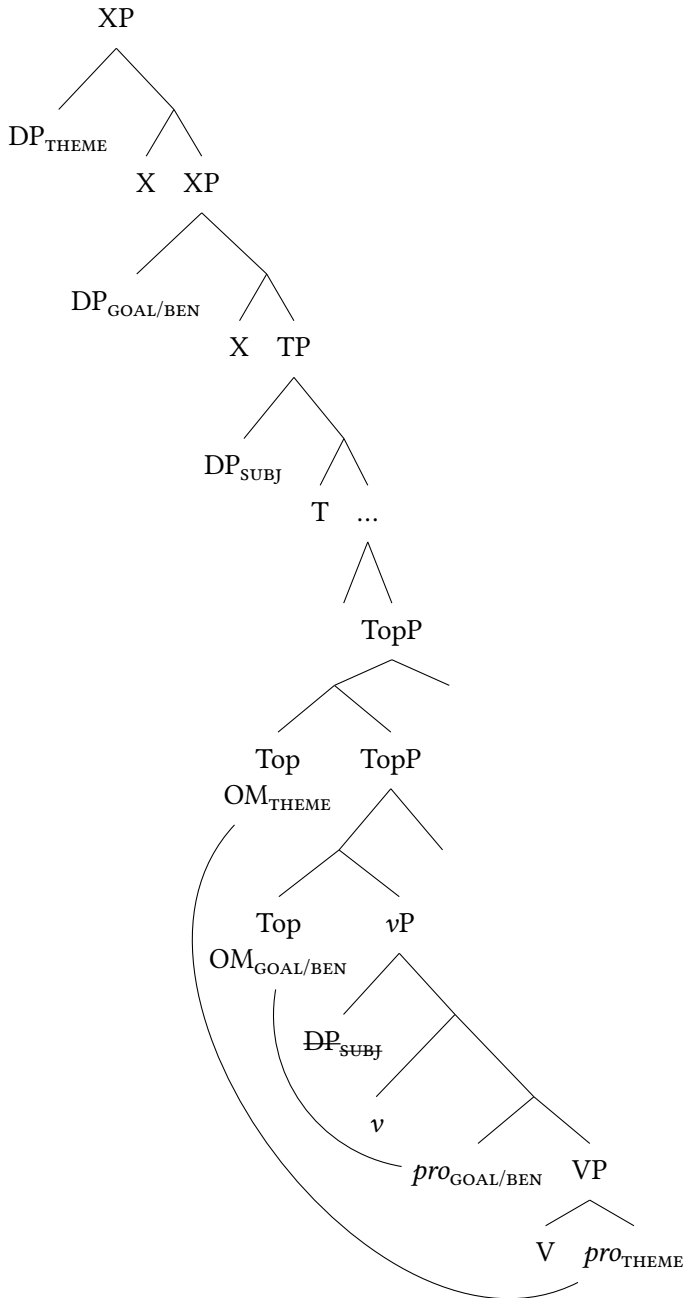 XP
DP_THEME
X XP
DP_GOAL/BEN
X TP
DP_SUBJ
T ...
TopP
Top TopP
OM_THEME
Top vP
OM_GOAL/BEN
DP_SUBJ
v
pro_GOAL/BEN VP
V pro_THEME